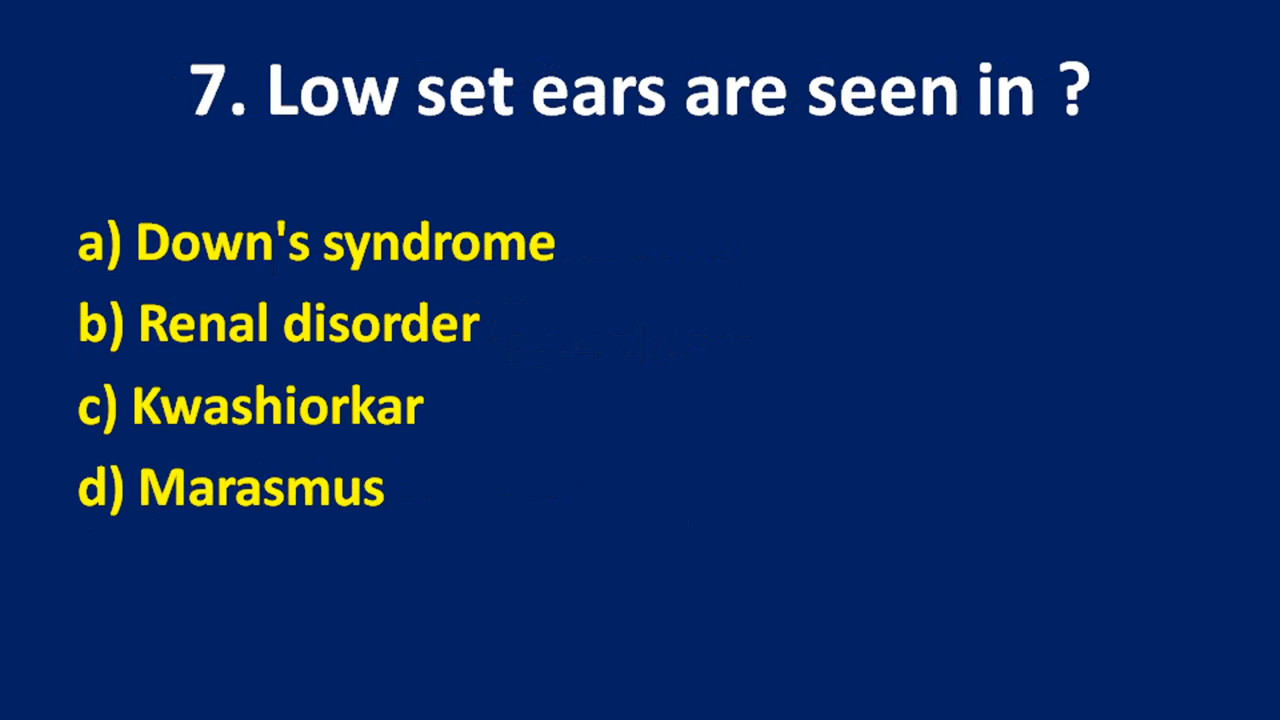 7. Low set ears are seen in ?
a) Down's syndrome
b) Renal disorder
c) Kwashiorkar
d) Marasmus